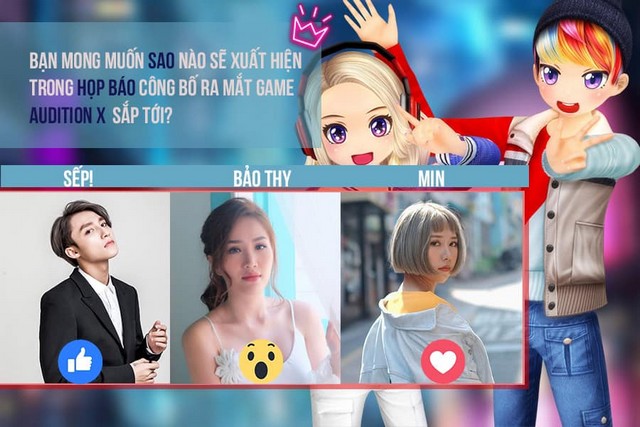 BẠN MONG MUỐN SAO NÀO SẼ XUẤT HIỆN
TRONG HỌP BÁO CÔNG BỐ RA MẮT GAME
AUDITION X SẮP TỚI?
SẾP! BẢO THY MIN